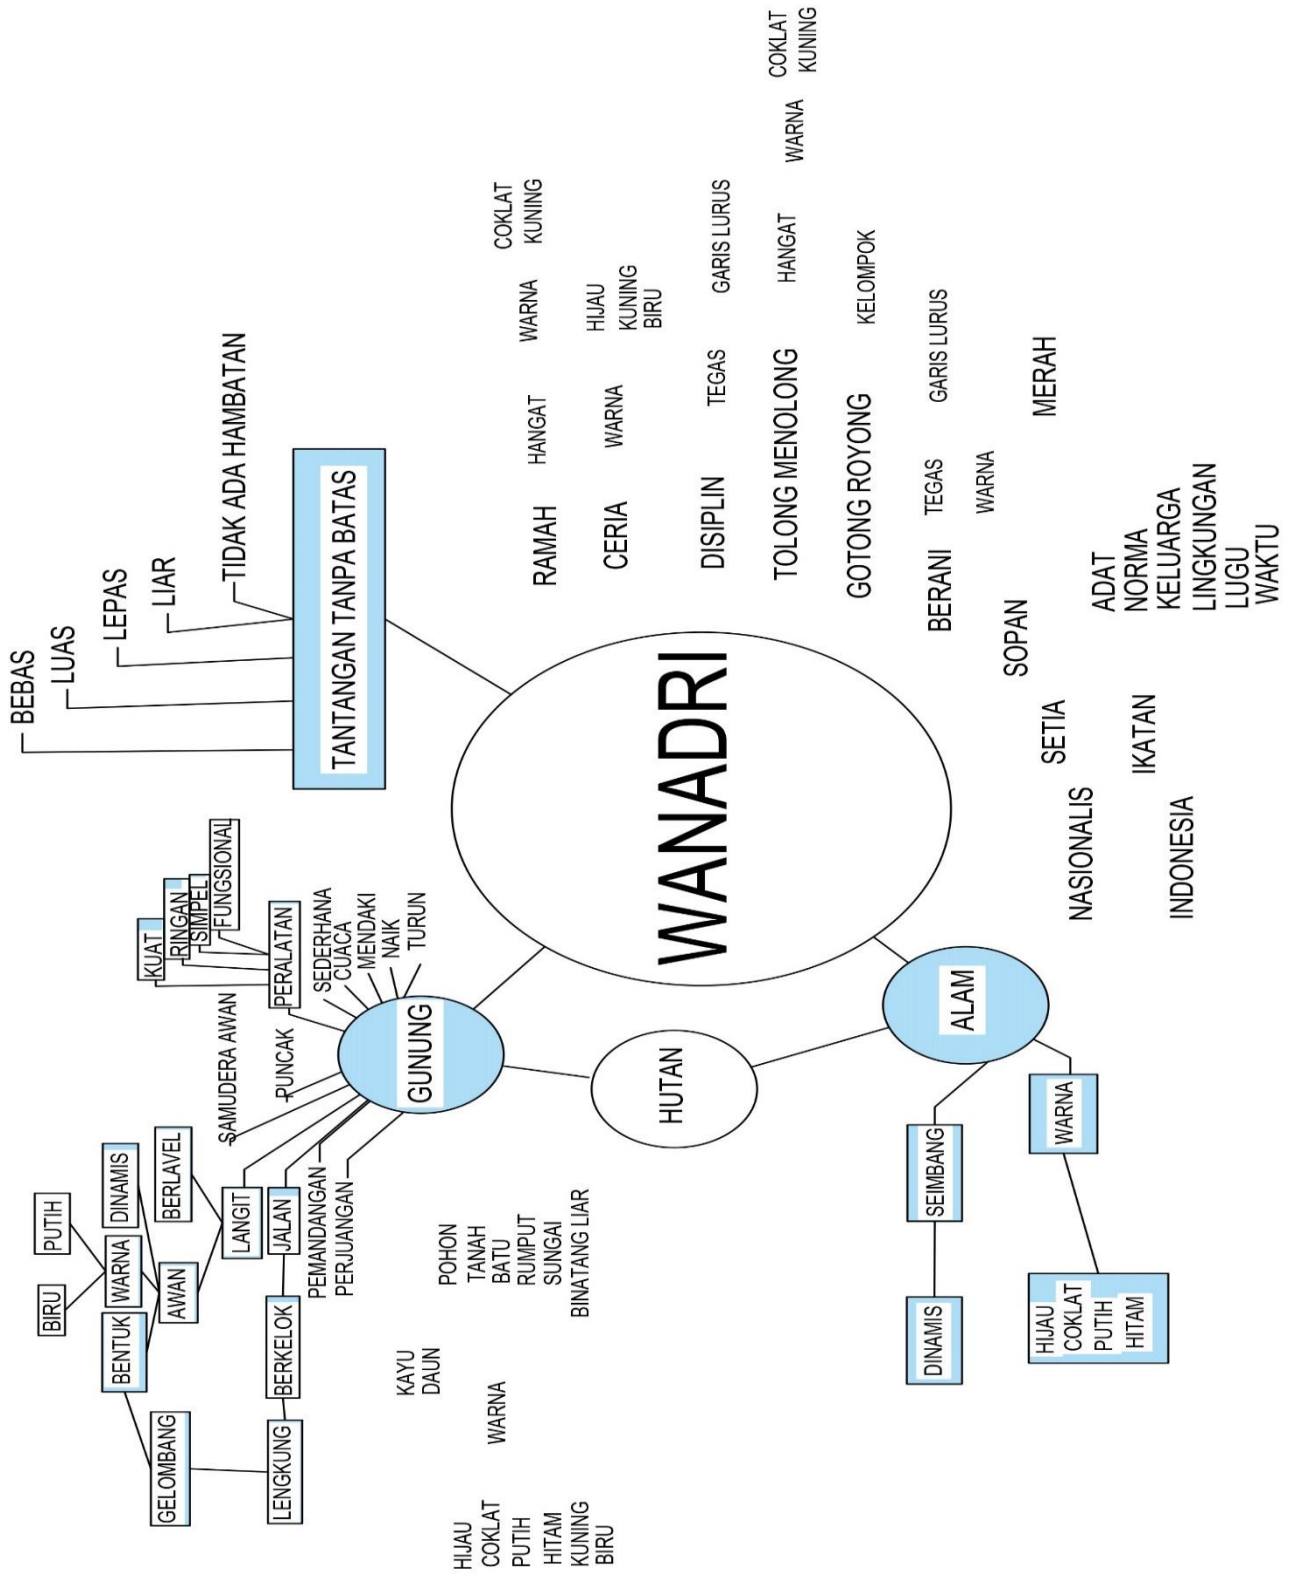 BEBAS
LUAS
LEPAS
LIAR
TIDAK ADA HAMBATAN
TANTANGAN TANPA BATAS
BIRU
PUTIH
BENTUK
WARNA
DINAMIS
GELOMBANG
AWAN
BERLAVEL
LANGIT
LENGKUNG
BERKELOK
JALAN
PEMANDANGAN
PERJUANGAN
SAMUDERA AWAN
PUNCAK
KUAT
RINGAN
SIMPEL
FUNGSIONAL
PERALATAN
SEDERHANA
CUACA
MENDAKI
NAIK
TURUN
GUNUNG
KAYU
DAUN
POHON
TANAH
BATU
RUMPUT
SUNGAI
BINATANG LIAR
WARNA
HIJAU
COKLAT
PUTIH
HITAM
KUNING
BIRU
HUTAN
WANADRI
RAMAH
HANGAT
WARNA
COKLAT
KUNING
CERIA
WARNA
HIJAU
KUNING
BIRU
DISIPLIN
TEGAS
GARIS LURUS
TOLONG MENOLONG
HANGAT
WARNA
COKLAT
KUNING
GOTONG ROYONG
KELOMPOK
BERANI
TEGAS
GARIS LURUS
WARNA
MERAH
ALAM
SEIMBANG
DINAMIS
WARNA
HIJAU
COKLAT
PUTIH
HITAM
SOPAN
ADAT
NORMA
KELUARGA
LINGKUNGAN
LUGU
WAKTU
SETIA
IKATAN
NASIONALIS
INDONESIA